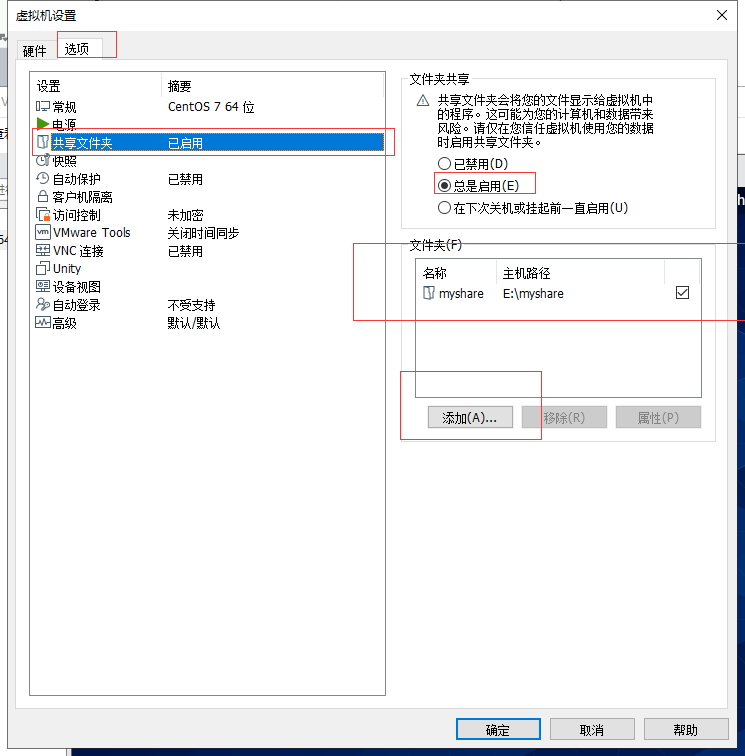 虚拟机设置
硬件
选项
设置 摘要
常规 CentOS 7 64 位
电源
共享文件夹 已启用
快照
自动保护 已禁用
客户机隔离
访问控制 未加密
VMware Tools 关闭时间同步
VNC 连接 已禁用
Unity
设备视图
自动登录 不受支持
高级 默认/默认
文件夹共享
共享文件夹会将您的文件显示给虚拟机中
的程序。这可能为您的计算机和数据带来
风险。请仅在您信任虚拟机使用您的数据
时启用共享文件夹。
已禁用(D)
总是启用(E)
在下次关机或挂起前一直启用(U)
文件夹(F)
名称 主机路径
myshare E:\myshare
添加(A)... 移除(R) 属性(P)
确定 取消 帮助